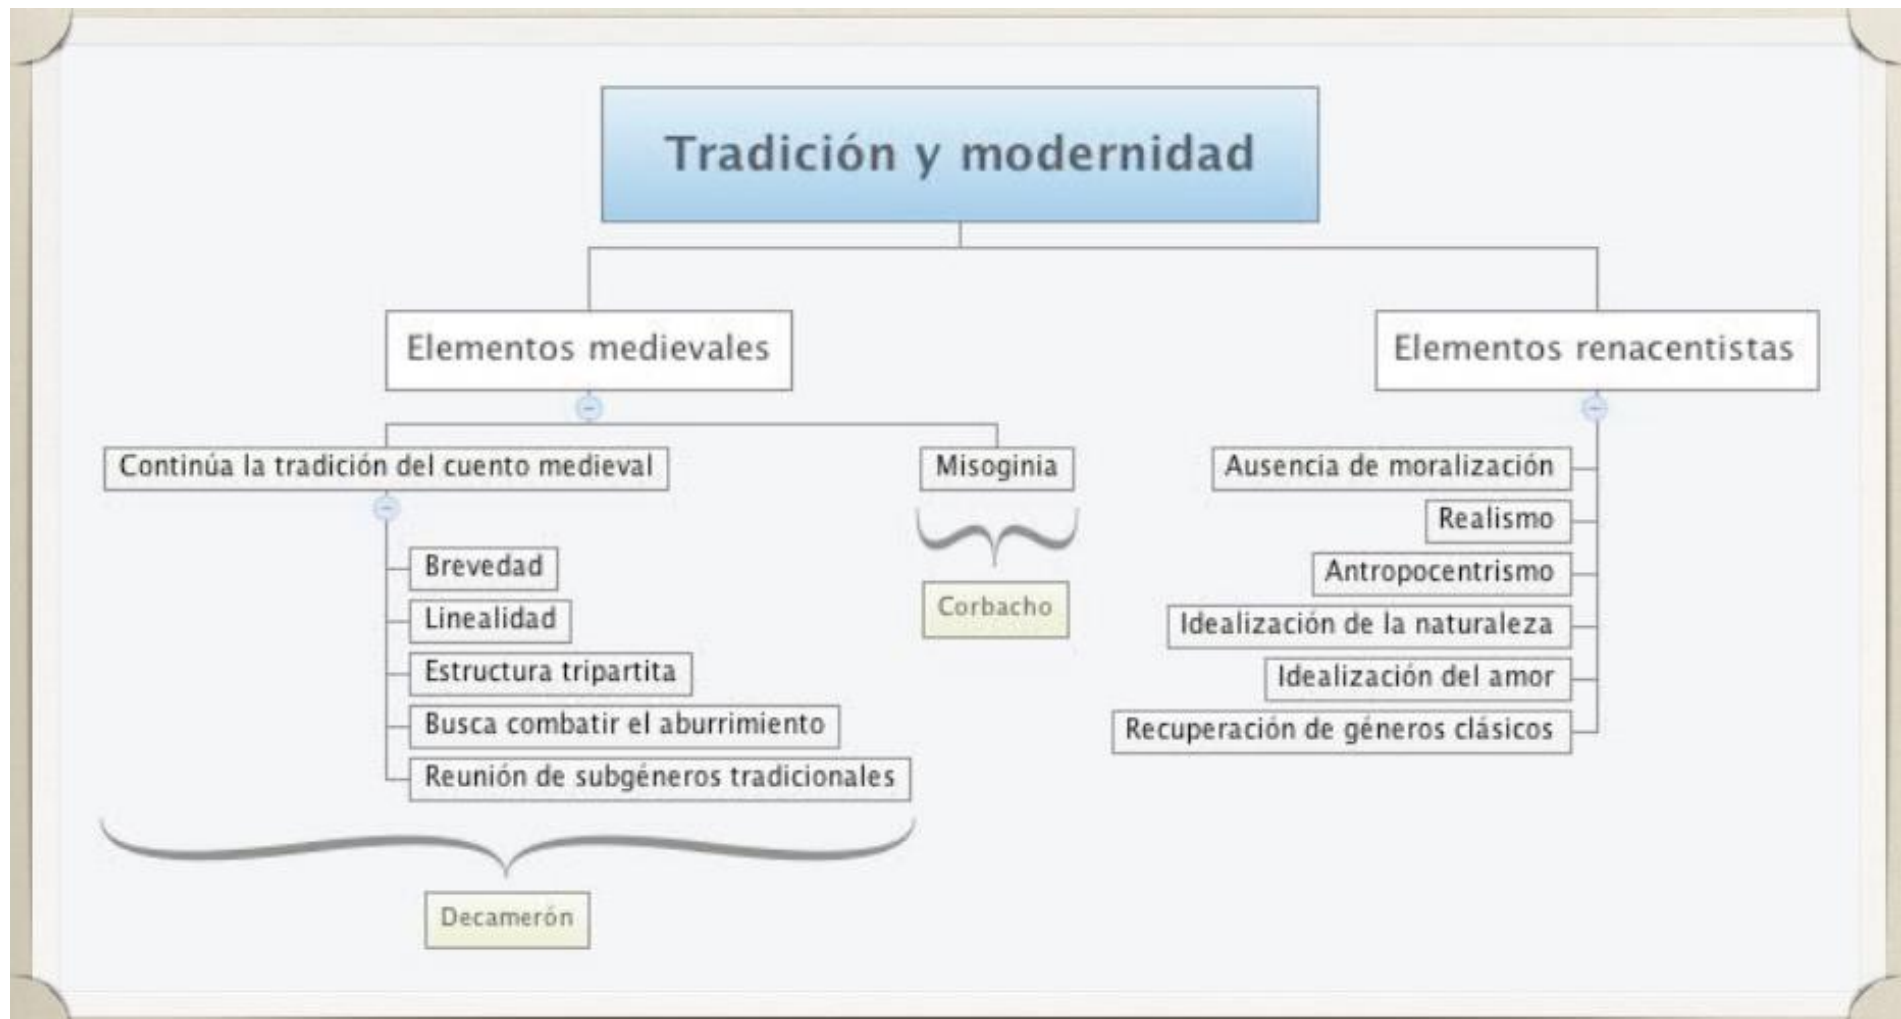 Tradición y modernidad
Elementos medievales
Continúa la tradición del cuento medieval
Brevedad
Linealidad
Estructura tripartita
Busca combatir el aburrimiento
Reunión de subgéneros tradicionales
Decamerón
Misoginia
Corbacho
Elementos renacentistas
Ausencia de moralización
Realismo
Antropocentrismo
Idealización de la naturaleza
Idealización del amor
Recuperación de géneros clásicos